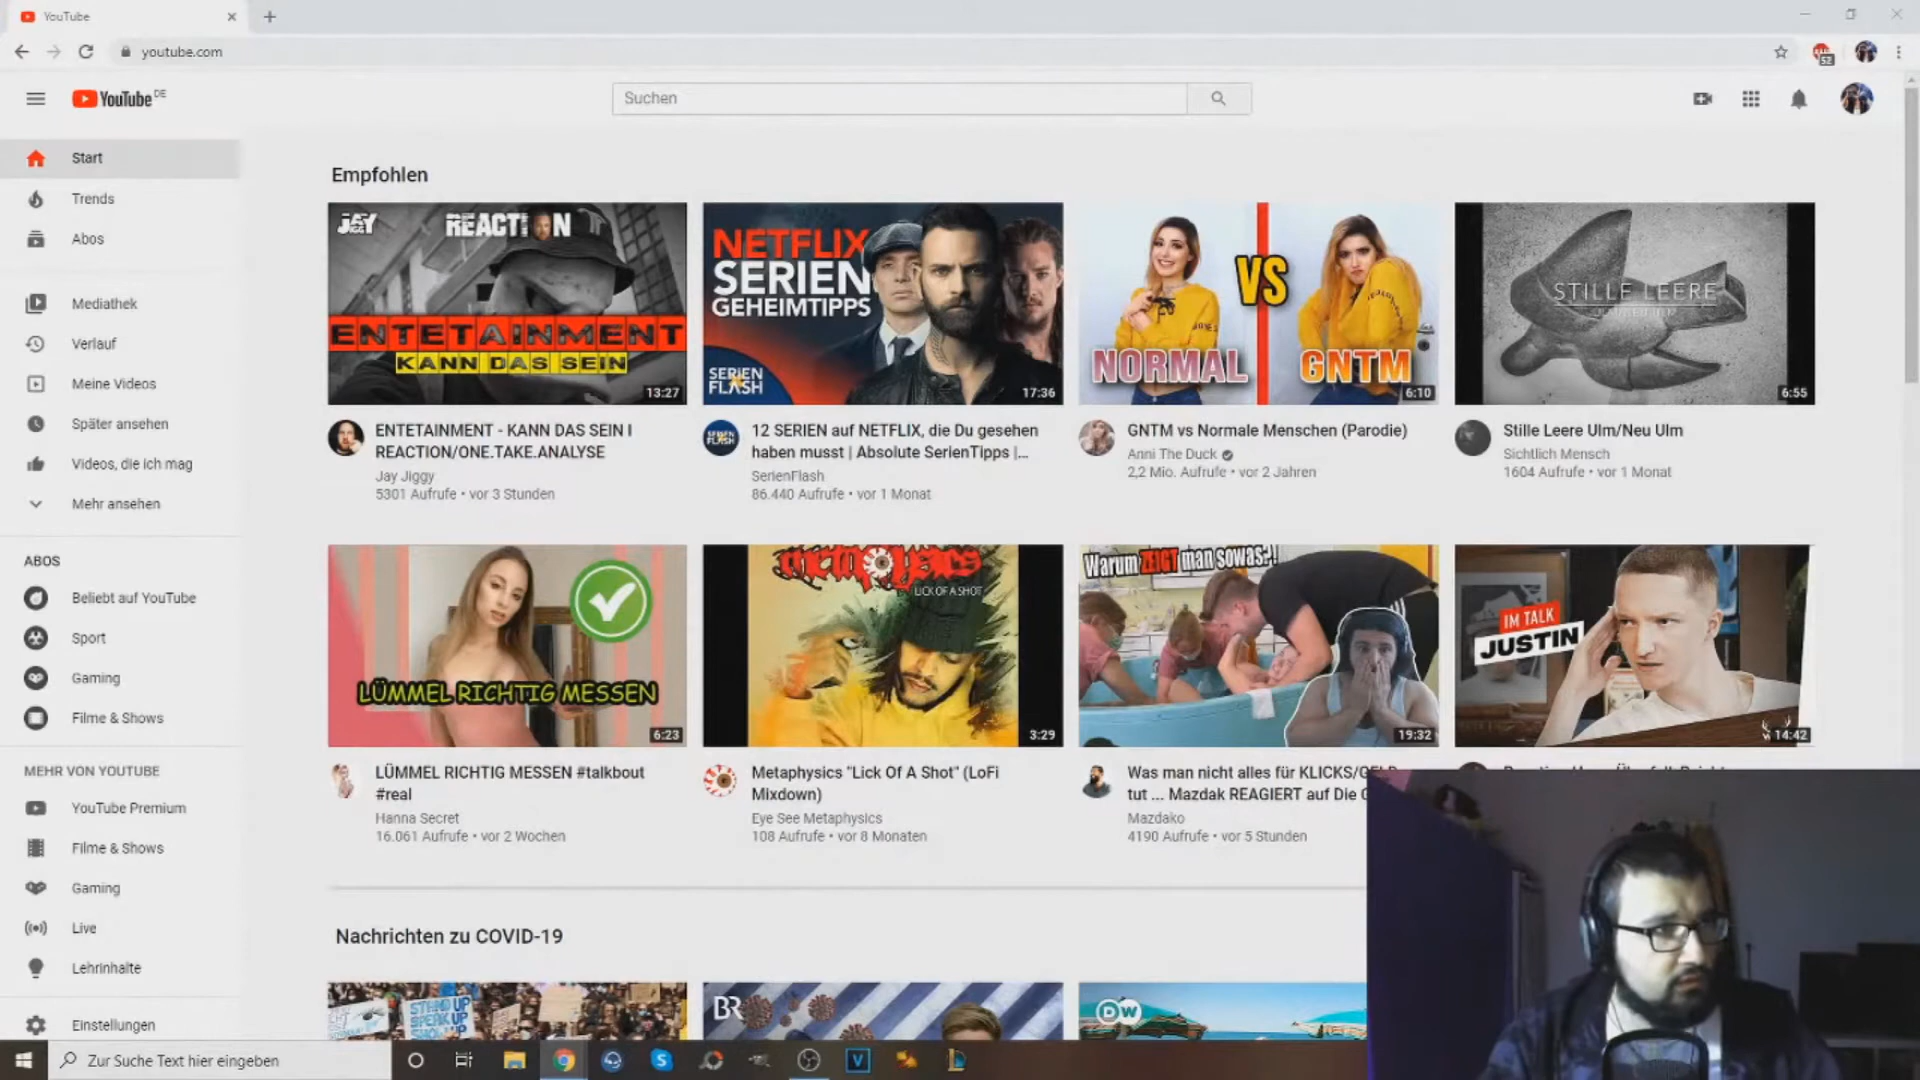 YouTube
youtube.com
52
YouTube DE
Suchen
Start
Trends
Abos
Mediathek
Verlauf
Meine Videos
Später ansehen
Videos, die ich mag
Mehr ansehen
ABOS
Beliebt auf YouTube
Sport
Gaming
Filme & Shows
MEHR VON YOUTUBE
YouTube Premium
Filme & Shows
Gaming
Live
Lehrinhalte
Einstellungen
Empfohlen
JAY
REACTION
ENTETAINMENT
KANN DAS SEIN
13:27
ENTETAINMENT - KANN DAS SEIN I
REACTION/ONE.TAKE.ANALYSE
Jay Jiggy
5301 Aufrufe • vor 3 Stunden
NETFLIX
SERIEN
GEHEIMTIPPS
SERIEN
FLASH
17:36
12 SERIEN auf NETFLIX, die Du gesehen
haben musst | Absolute SerienTipps |...
SerienFlash
86.440 Aufrufe • vor 1 Monat
VS
NORMAL
GNTM
6:10
GNTM vs Normale Menschen (Parodie)
Anni The Duck
2,2 Mio. Aufrufe • vor 2 Jahren
STILLE LEERE
6:55
Stille Leere Ulm/Neu Ulm
Sichtlich Mensch
1604 Aufrufe • vor 1 Monat
LÜMMEL RICHTIG MESSEN
6:23
LÜMMEL RICHTIG MESSEN #talkbout
#real
Hanna Secret
16.061 Aufrufe • vor 2 Wochen
metaphysics
LICK OF A SHOT
3:29
Metaphysics "Lick Of A Shot" (LoFi
Mixdown)
Eye See Metaphysics
108 Aufrufe • vor 8 Monaten
Warum ZEIGT man sowas?!
19:32
Was man nicht alles für KLICKS/GELD
tut ... Mazdak REAGIERT auf Die G
Mazdako
4190 Aufrufe • vor 5 Stunden
IM TALK
JUSTIN
14:42
Nachrichten zu COVID-19
STAND UP
SPEAK UP
BR
DW
Zur Suche Text hier eingeben